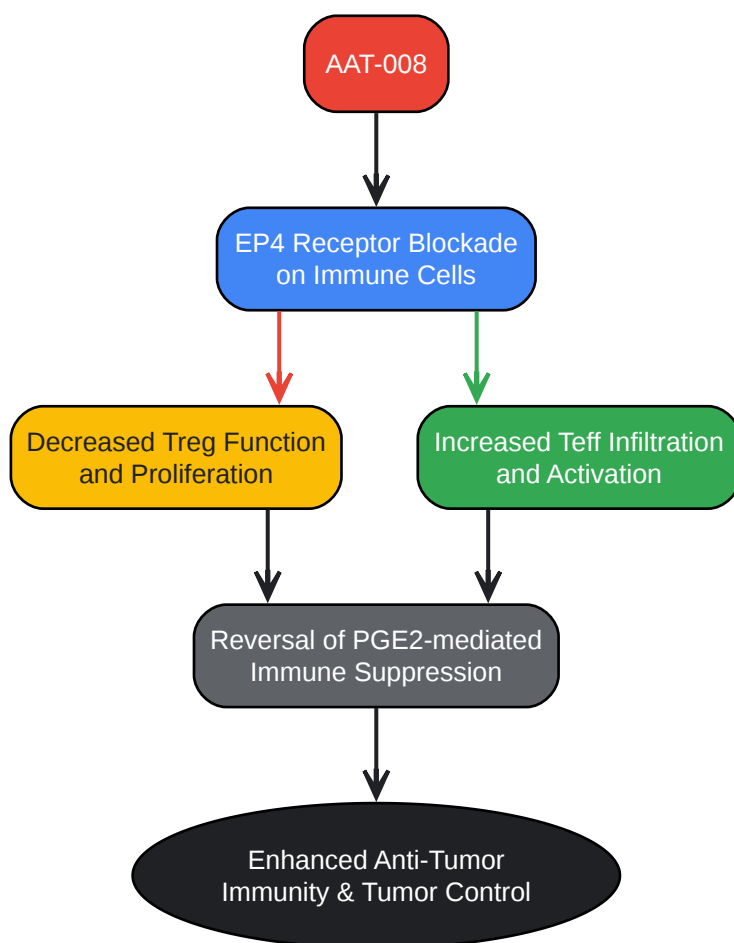 AAT-008
EP4 Receptor Blockade
on Immune Cells
Decreased Treg Function
and Proliferation
Increased Teff Infiltration
and Activation
Reversal of PGE2-mediated
Immune Suppression
Enhanced Anti-Tumor
Immunity & Tumor Control